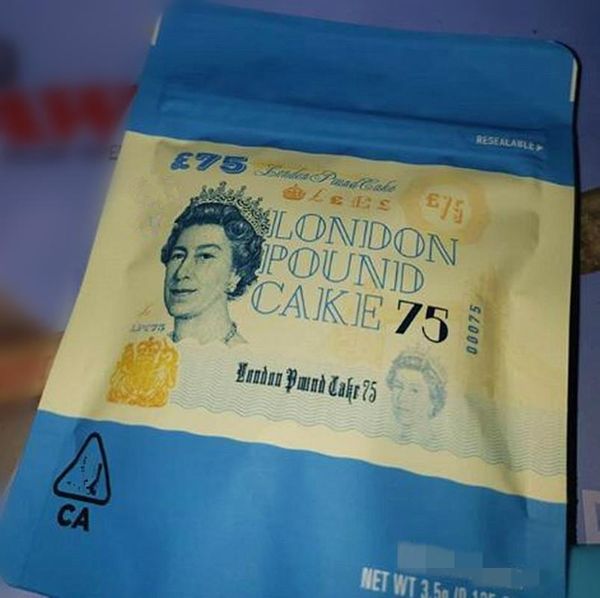 RESEALABLE
£75
London Pound Cake
£75
LONDON
POUND
CAKE 75
00075
LPC75
London Pound Cake 75
CA
NET WT 3.5g